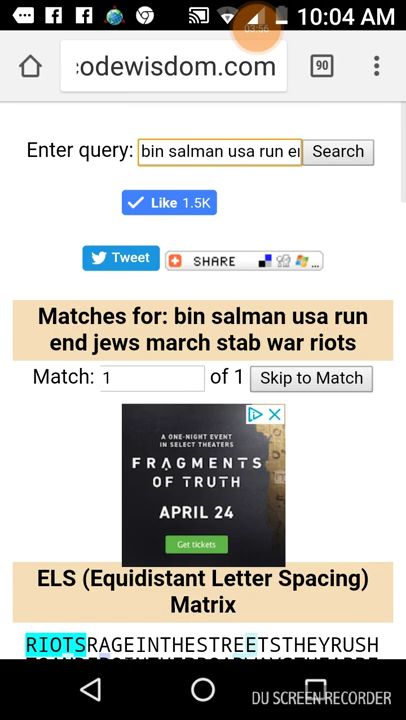 10:04 AM
03:56
:odewisdom.com
90
Enter query: bin salman usa run en Search
Like 1.5K
Tweet
SHARE ...
Matches for: bin salman usa run
end jews march stab war riots
Match: 1 of 1 Skip to Match
A ONE-NIGHT EVENT
IN SELECT THEATERS
FRAGMENTS
OF TRUTH
APRIL 24
Get tickets
ELS (Equidistant Letter Spacing)
Matrix
RIOTSRAGEINTHESTREETSTHEYRUSH
DU SCREEN RECORDER